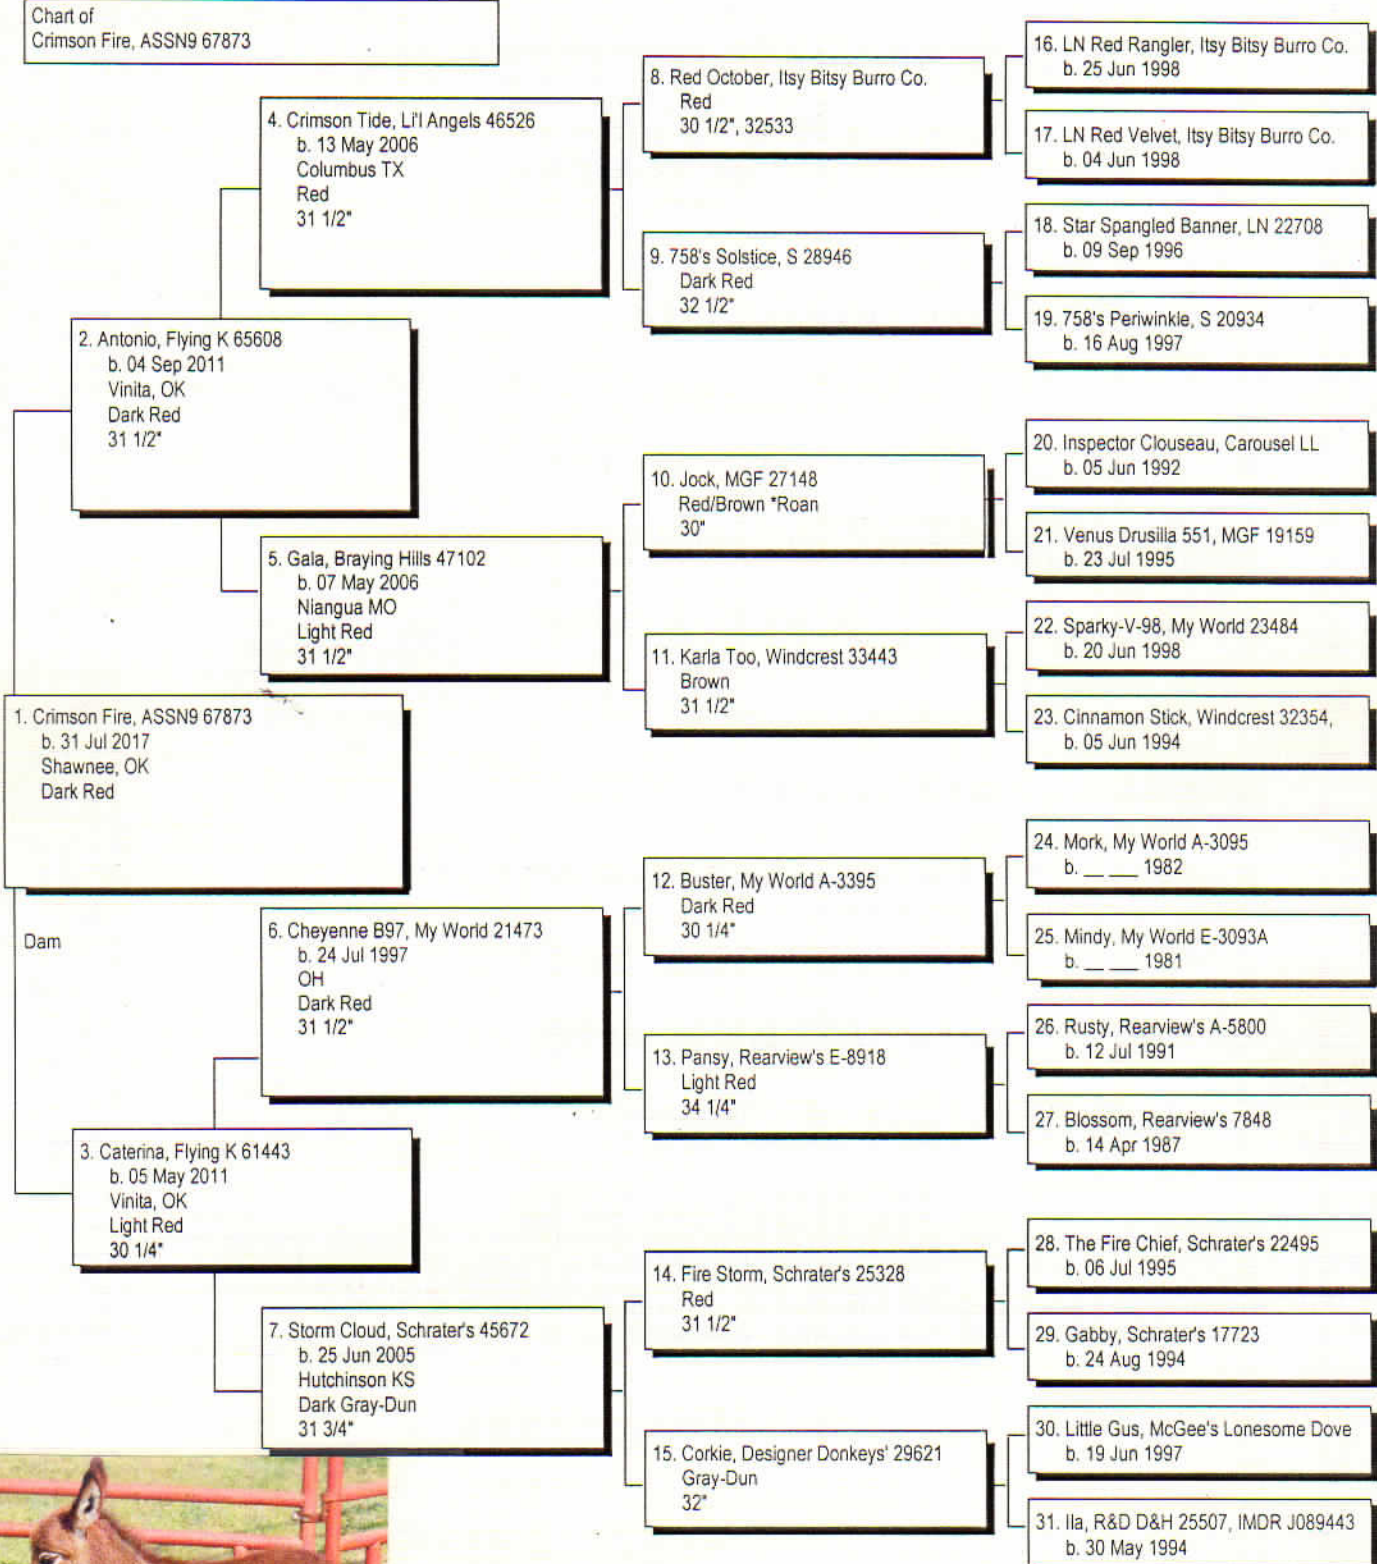 Chart of
Crimson Fire, ASSN9 67873
1. Crimson Fire, ASSN9 67873
b. 31 Jul 2017
Shawnee, OK
Dark Red
Dam
2. Antonio, Flying K 65608
b. 04 Sep 2011
Vinita, OK
Dark Red
31 1/2"
3. Caterina, Flying K 61443
b. 05 May 2011
Vinita, OK
Light Red
30 1/4"
4. Crimson Tide, Li'l Angels 46526
b. 13 May 2006
Columbus TX
Red
31 1/2"
5. Gala, Braying Hills 47102
b. 07 May 2006
Niangua MO
Light Red
31 1/2"
6. Cheyenne B97, My World 21473
b. 24 Jul 1997
OH
Dark Red
31 1/2"
7. Storm Cloud, Schrater's 45672
b. 25 Jun 2005
Hutchinson KS
Dark Gray-Dun
31 3/4"
8. Red October, Itsy Bitsy Burro Co.
Red
30 1/2", 32533
9. 758's Solstice, S 28946
Dark Red
32 1/2"
10. Jock, MGF 27148
Red/Brown *Roan
30"
11. Karla Too, Windcrest 33443
Brown
31 1/2"
12. Buster, My World A-3395
Dark Red
30 1/4"
13. Pansy, Rearview's E-8918
Light Red
34 1/4"
14. Fire Storm, Schrater's 25328
Red
31 1/2"
15. Corkie, Designer Donkeys' 29621
Gray-Dun
32"
16. LN Red Rangler, Itsy Bitsy Burro Co.
b. 25 Jun 1998
17. LN Red Velvet, Itsy Bitsy Burro Co.
b. 04 Jun 1998
18. Star Spangled Banner, LN 22708
b. 09 Sep 1996
19. 758's Periwinkle, S 20934
b. 16 Aug 1997
20. Inspector Clouseau, Carousel LL
b. 05 Jun 1992
21. Venus Drusilla 551, MGF 19159
b. 23 Jul 1995
22. Sparky-V-98, My World 23484
b. 20 Jun 1998
23. Cinnamon Stick, Windcrest 32354,
b. 05 Jun 1994
24. Mork, My World A-3095
b. __ ___ 1982
25. Mindy, My World E-3093A
b. __ ___ 1981
26. Rusty, Rearview's A-5800
b. 12 Jul 1991
27. Blossom, Rearview's 7848
b. 14 Apr 1987
28. The Fire Chief, Schrater's 22495
b. 06 Jul 1995
29. Gabby, Schrater's 17723
b. 24 Aug 1994
30. Little Gus, McGee's Lonesome Dove
b. 19 Jun 1997
31. Ila, R&D D&H 25507, IMDR J089443
b. 30 May 1994